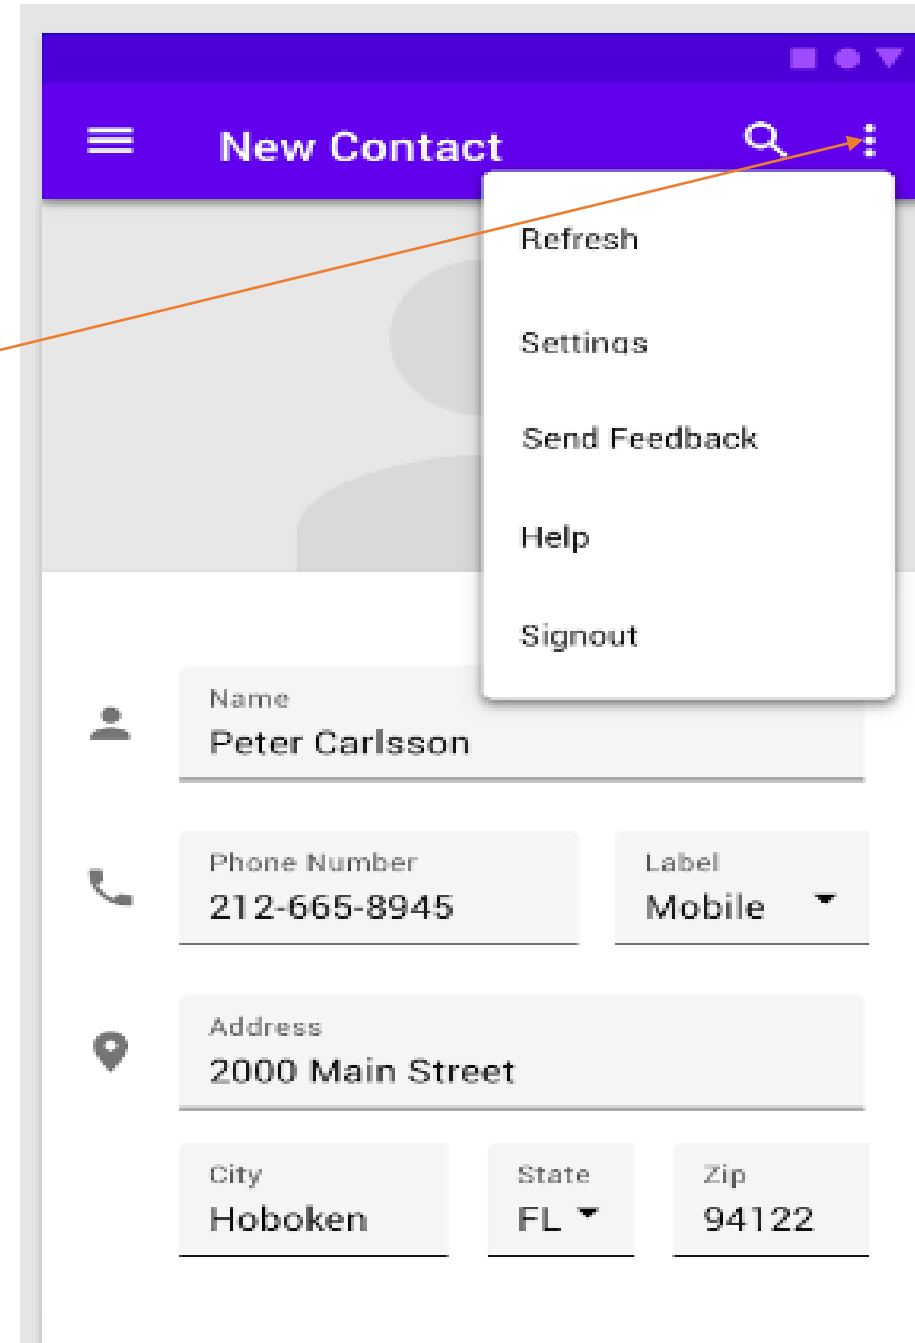 New Contact
Refresh
Settings
Send Feedback
Help
Signout
Name
Peter Carlsson
Phone Number
212-665-8945
Label
Mobile
Address
2000 Main Street
City
Hoboken
State
FL
Zip
94122